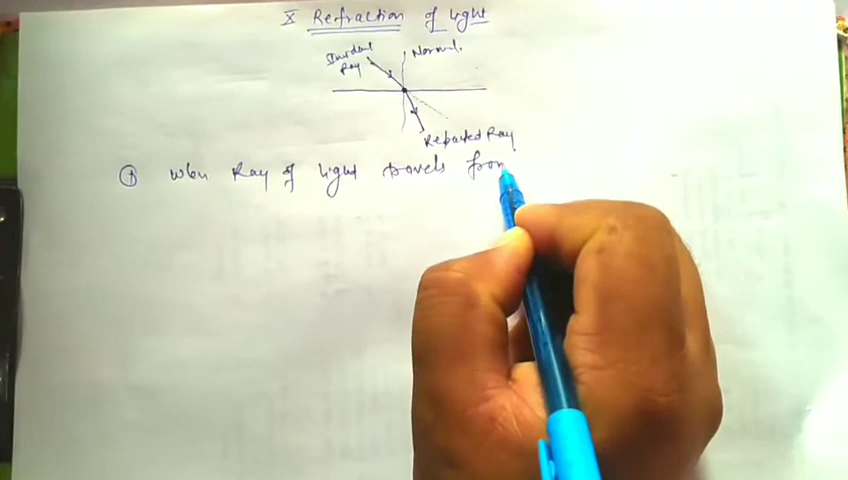 X Refraction of light
Incident Normal.
Ray
Refracted Ray
① When Ray of light travels from